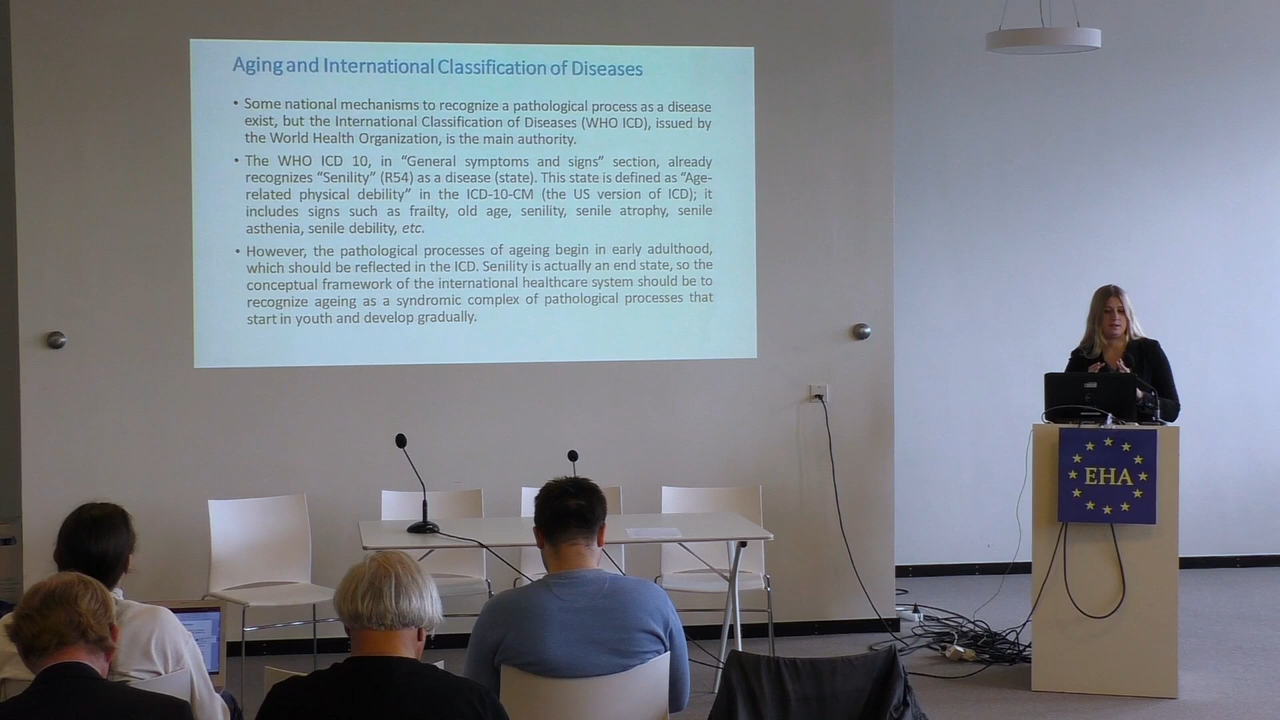 Aging and International Classification of Diseases
• Some national mechanisms to recognize a pathological process as a disease
exist, but the International Classification of Diseases (WHO ICD), issued by
the World Health Organization, is the main authority.
• The WHO ICD 10, in “General symptoms and signs” section, already
recognizes “Senility” (R54) as a disease (state). This state is defined as “Age-
related physical debility” in the ICD-10-CM (the US version of ICD); it
includes signs such as frailty, old age, senility, senile atrophy, senile
asthenia, senile debility, etc.
• However, the pathological processes of ageing begin in early adulthood,
which should be reflected in the ICD. Senility is actually an end state, so the
conceptual framework of the international healthcare system should be to
recognize ageing as a syndromic complex of pathological processes that
start in youth and develop gradually.
EHA